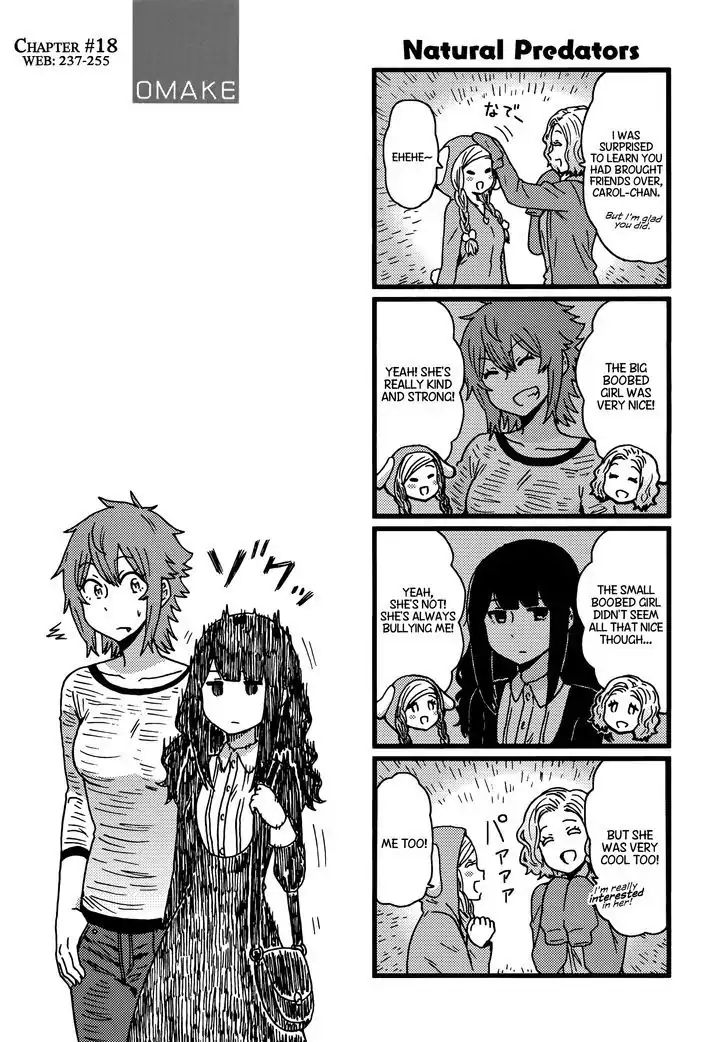 CHAPTER #18
WEB: 237-255
OMAKE
Natural Predators
I WAS
SURPRISED
TO LEARN YOU
HAD BROUGHT
FRIENDS OVER,
CAROL-CHAN.
But I'm glad
you did.
なで
EHEHE~
THE BIG
BOOBED
GIRL WAS
VERY NICE!
YEAH! SHE'S
REALLY KIND
AND STRONG!
THE SMALL
BOOBED GIRL
DIDN'T SEEM
ALL THAT NICE
THOUGH...
YEAH,
SHE'S NOT!
SHE'S ALWAYS
BULLYING ME!
BUT SHE
WAS VERY
COOL TOO!
I'm really
interested
in her!
パァァァ
ME TOO!
ゾクッ